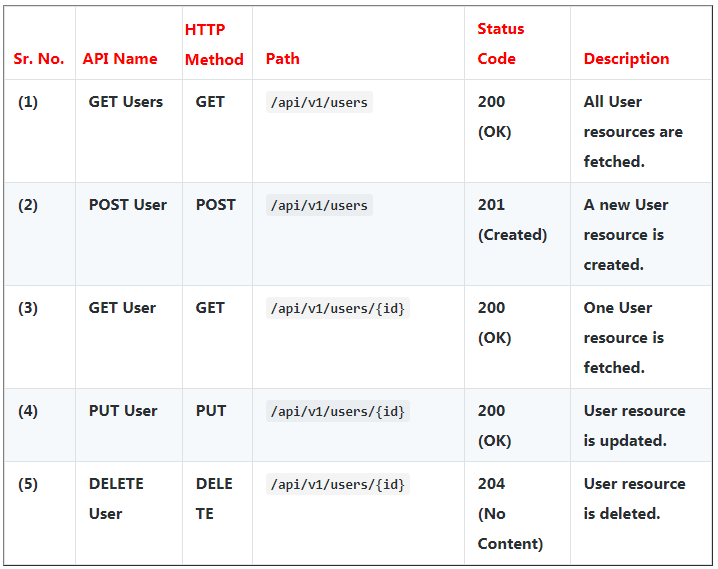 Sr. No. API Name HTTP Method Path Status Code Description
(1) GET Users GET /api/v1/users 200 (OK) All User resources are fetched.
(2) POST User POST /api/v1/users 201 (Created) A new User resource is created.
(3) GET User GET /api/v1/users/{id} 200 (OK) One User resource is fetched.
(4) PUT User PUT /api/v1/users/{id} 200 (OK) User resource is updated.
(5) DELETE User DELETE /api/v1/users/{id} 204 (No Content) User resource is deleted.